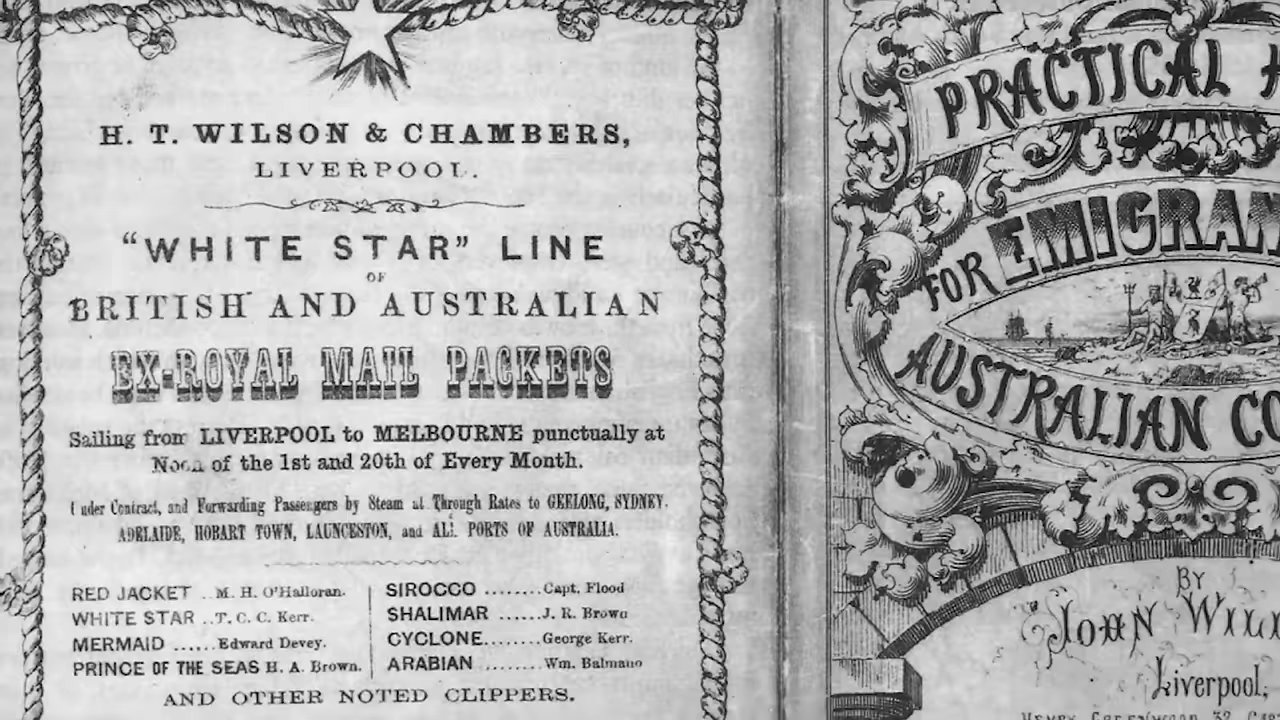 H. T. WILSON & CHAMBERS,
LIVERPOOL.
"WHITE STAR" LINE
OF
BRITISH AND AUSTRALIAN
EX-ROYAL MAIL PACKETS
Sailing from LIVERPOOL to MELBOURNE punctually at
Noon of the 1st and 20th of Every Month.
Under Contract, and Forwarding Passengers by Steam at Through Rates to GEELONG, SYDNEY.
ADELAIDE, HOBART TOWN, LAUNCESTON, and ALL PORTS OF AUSTRALIA.
RED JACKET .. M. H. O'Halloran.
WHITE STAR .. T. C. C. Kerr.
MERMAID ...... Edward Devey.
PRINCE OF THE SEAS H. A. Brown.
SIROCCO ........ Capt. Flood
SHALIMAR ...... J. R. Brown
CYCLONE....... George Kerr.
ARABIAN ........ Wm. Balmano
AND OTHER NOTED CLIPPERS.
PRACTICAL
FOR EMIGRAN
AUSTRALIAN CO
BY
JOHN
Liverpool,